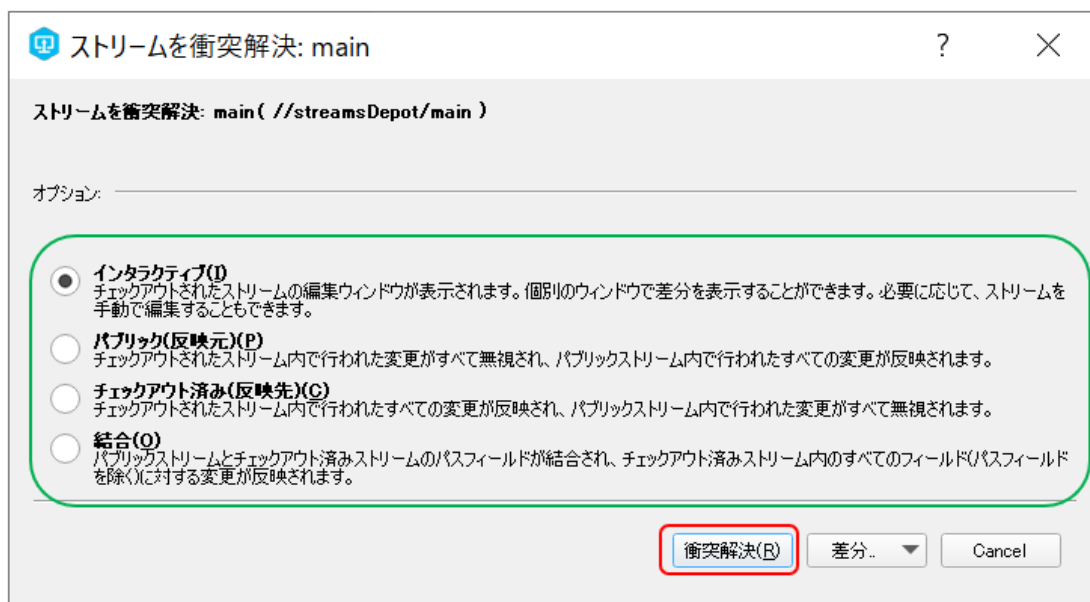 ストリームを衝突解決: main
?
ストリームを衝突解決: main( //streamsDepot/main )
オプション:
インタラクティブ(I)
チェックアウトされたストリームの編集ウィンドウが表示されます。個別のウィンドウで差分を表示することができます。必要に応じて、ストリームを
手動で編集することもできます。
パブリック(反映元)(P)
チェックアウトされたストリーム内で行われた変更がすべて無視され、パブリックストリーム内で行われたすべての変更が反映されます。
チェックアウト済み(反映先)(C)
チェックアウトされたストリーム内で行われたすべての変更が反映され、パブリックストリーム内で行われた変更がすべて無視されます。
結合(O)
パブリックストリームとチェックアウト済みストリームのパスフィールドが結合され、チェックアウト済みストリーム内のすべてのフィールド(パスフィールド
を除く)に対する変更が反映されます。
衝突解決(R) 差分.. Cancel